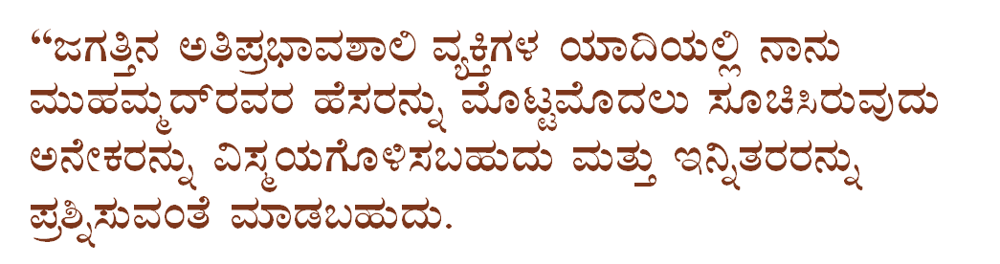 “ಜಗತ್ತಿನ ಅತಿಪ್ರಭಾವಶಾಲಿ ವ್ಯಕ್ತಿಗಳ ಯಾದಿಯಲ್ಲಿ ನಾನು
ಮುಹಮ್ಮದ್‌ರವರ ಹೆಸರನ್ನು ಮೊಟ್ಟಮೊದಲು ಸೂಚಿಸಿರುವುದು
ಅನೇಕರನ್ನು ವಿಸ್ಮಯಗೊಳಿಸಬಹುದು ಮತ್ತು ಇನ್ನಿತರರನ್ನು
ಪ್ರಶ್ನಿಸುವಂತೆ ಮಾಡಬಹುದು.